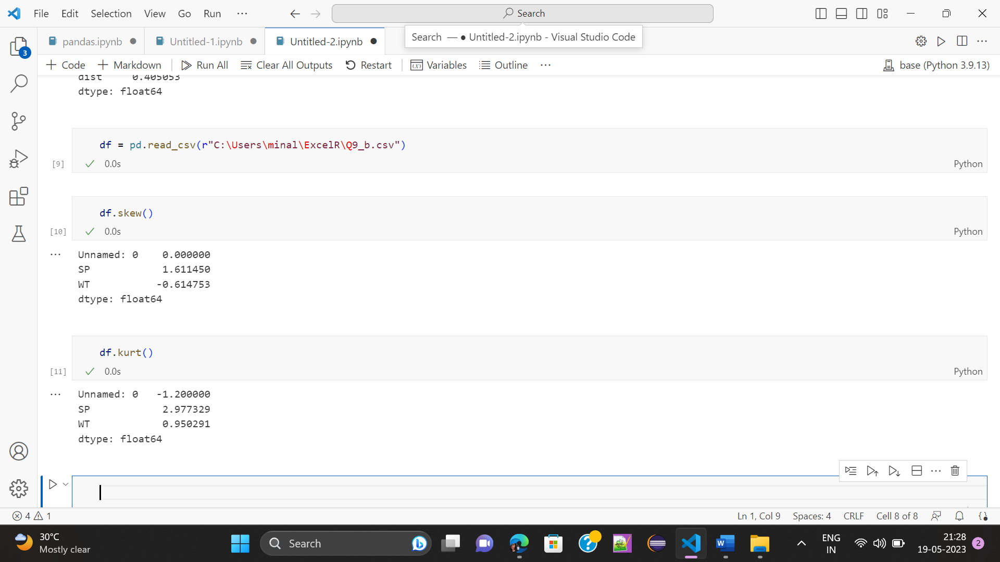 File Edit Selection View Go Run ··· Search
pandas.ipynb Untitled-1.ipynb Untitled-2.ipynb
Search — ● Untitled-2.ipynb - Visual Studio Code
3
+ Code + Markdown Run All Clear All Outputs Restart Variables Outline ··· base (Python 3.9.13)
dist 0.405053
dtype: float64
df = pd.read_csv(r"C:\Users\minal\ExcelR\Q9_b.csv")
[9] 0.0s Python
df.skew()
[10] 0.0s Python
Unnamed: 0 0.000000
SP 1.611450
WT -0.614753
dtype: float64
df.kurt()
[11] 0.0s Python
Unnamed: 0 -1.200000
SP 2.977329
WT 0.950291
dtype: float64
4 1 Ln 1, Col 9 Spaces: 4 CRLF Cell 8 of 8
30°C
Mostly clear
Search
ENG
IN
21:28
19-05-2023
2